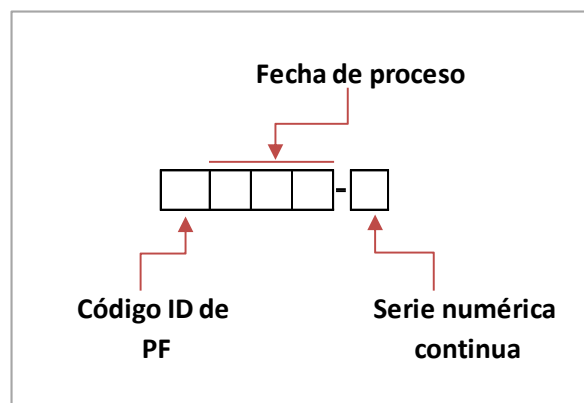 Fecha de proceso
-
Código ID de
PF
Serie numérica
continua